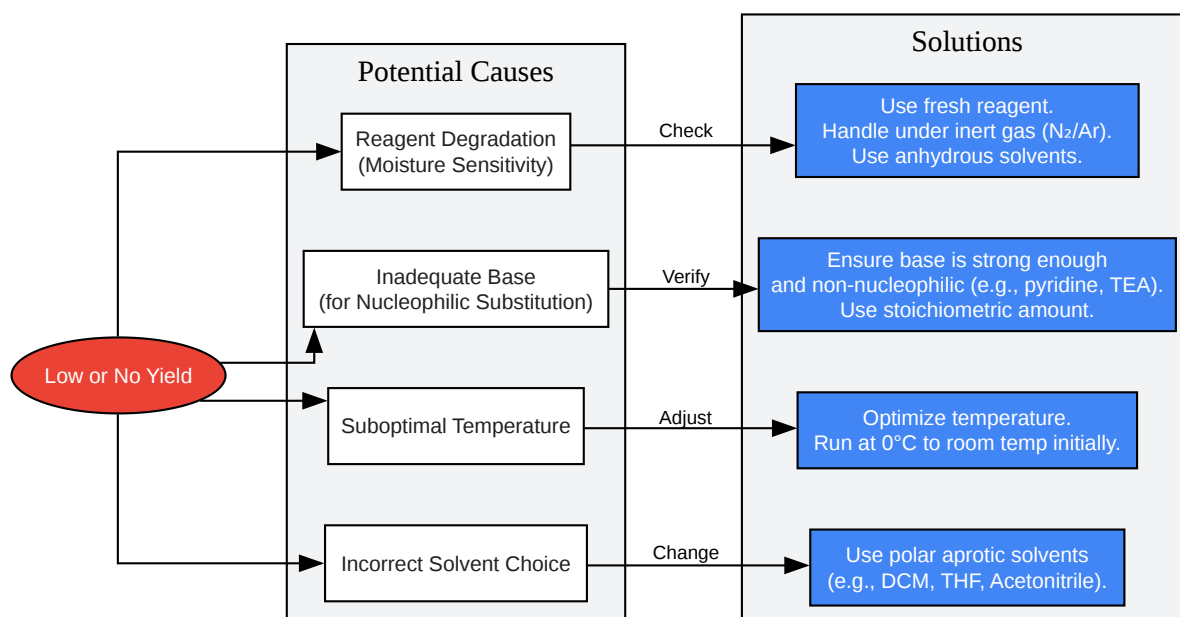 Solutions
Potential Causes
Use fresh reagent.
Handle under inert gas (N₂/Ar).
Use anhydrous solvents.
Check
Reagent Degradation
(Moisture Sensitivity)
Ensure base is strong enough
and non-nucleophilic (e.g., pyridine, TEA).
Use stoichiometric amount.
Verify
Inadequate Base
(for Nucleophilic Substitution)
Low or No Yield
Suboptimal Temperature
Adjust
Optimize temperature.
Run at 0°C to room temp initially.
Incorrect Solvent Choice
Change
Use polar aprotic solvents
(e.g., DCM, THF, Acetonitrile).